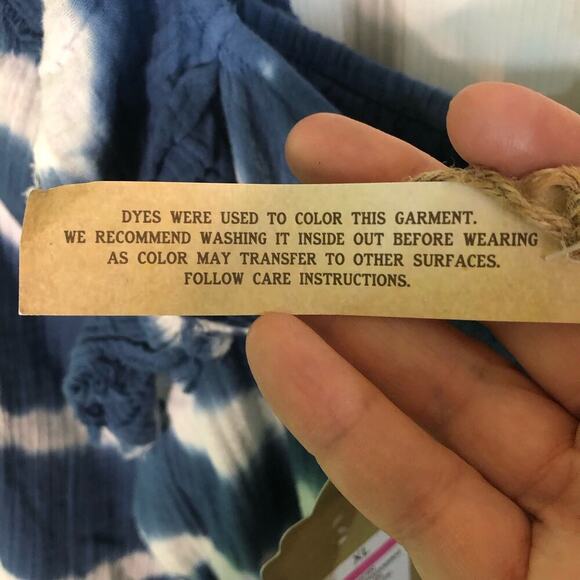 DYES WERE USED TO COLOR THIS GARMENT.
WE RECOMMEND WASHING IT INSIDE OUT BEFORE WEARING
AS COLOR MAY TRANSFER TO OTHER SURFACES.
FOLLOW CARE INSTRUCTIONS.